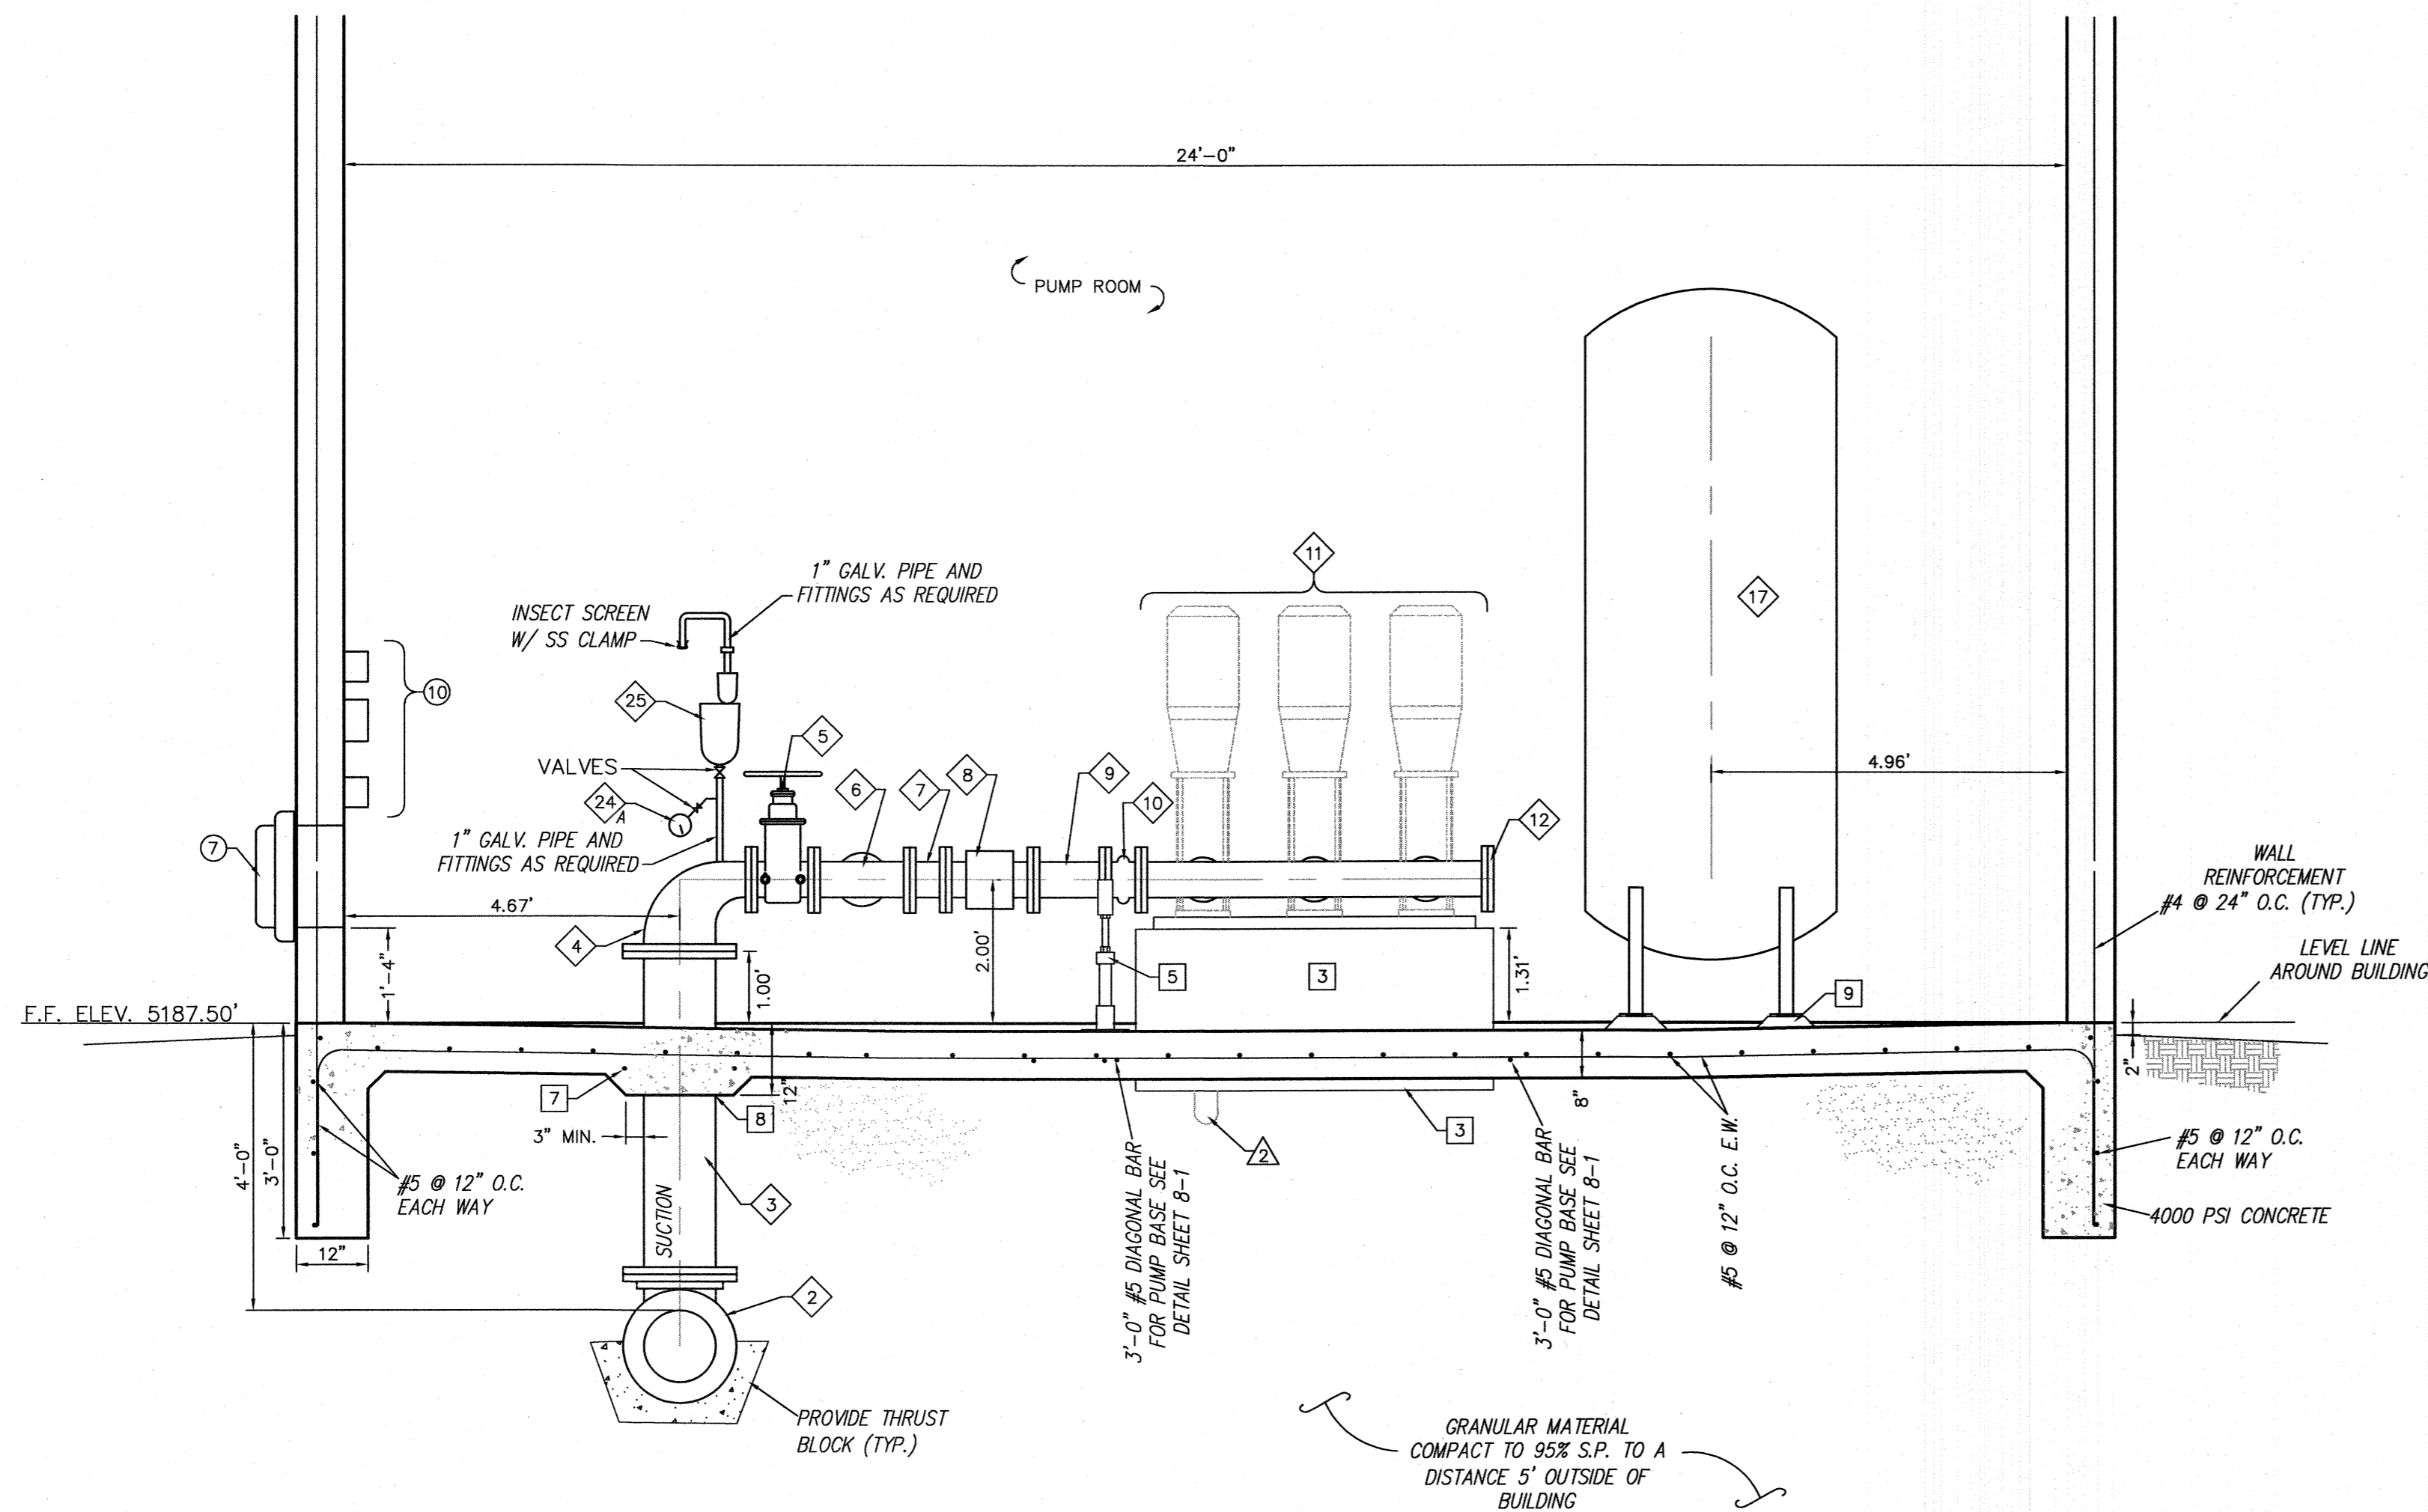 24'-0"
PUMP ROOM
11
1" GALV. PIPE AND
FITTINGS AS REQUIRED
INSECT SCREEN
W/ SS CLAMP
17
10
25
5
VALVES
6
7
8
9
10
4.96'
24
A
12
7
1" GALV. PIPE AND
FITTINGS AS REQUIRED
WALL
REINFORCEMENT
#4 @ 24" O.C. (TYP.)
4.67'
4
1'-4"
1.00'
2.00'
5
3
1.31'
9
LEVEL LINE
AROUND BUILDING
F.F. ELEV. 5187.50'
2"
12"
8"
7
8
3" MIN.
3
2
4'-0"
3'-0"
#5 @ 12" O.C.
EACH WAY
12"
SUCTION
3
2
3'-0" #5 DIAGONAL BAR
FOR PUMP BASE SEE
DETAIL SHEET 8-1
3'-0" #5 DIAGONAL BAR
FOR PUMP BASE SEE
DETAIL SHEET 8-1
#5 @ 12" O.C. E.W.
#5 @ 12" O.C.
EACH WAY
4000 PSI CONCRETE
PROVIDE THRUST
BLOCK (TYP.)
GRANULAR MATERIAL
COMPACT TO 95% S.P. TO A
DISTANCE 5' OUTSIDE OF
BUILDING